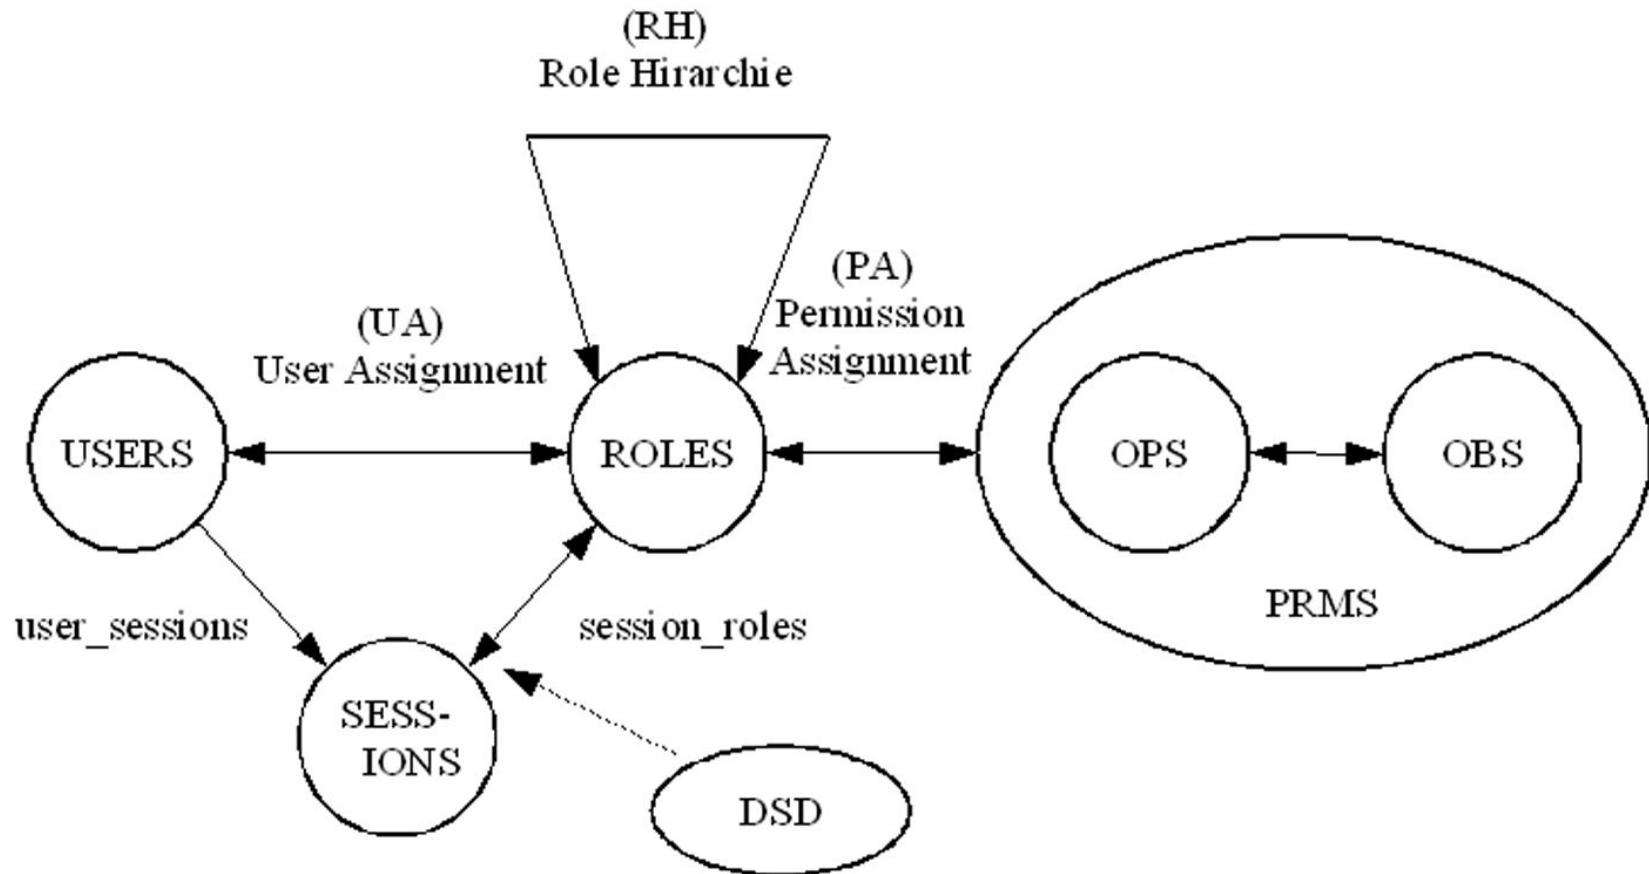 (RH)
Role Hirarchie
(PA)
Permission
Assignment
(UA)
User Assignment
USERS
ROLES
OPS
OBS
PRMS
user_sessions
session_roles
SESS-
IONS
DSD